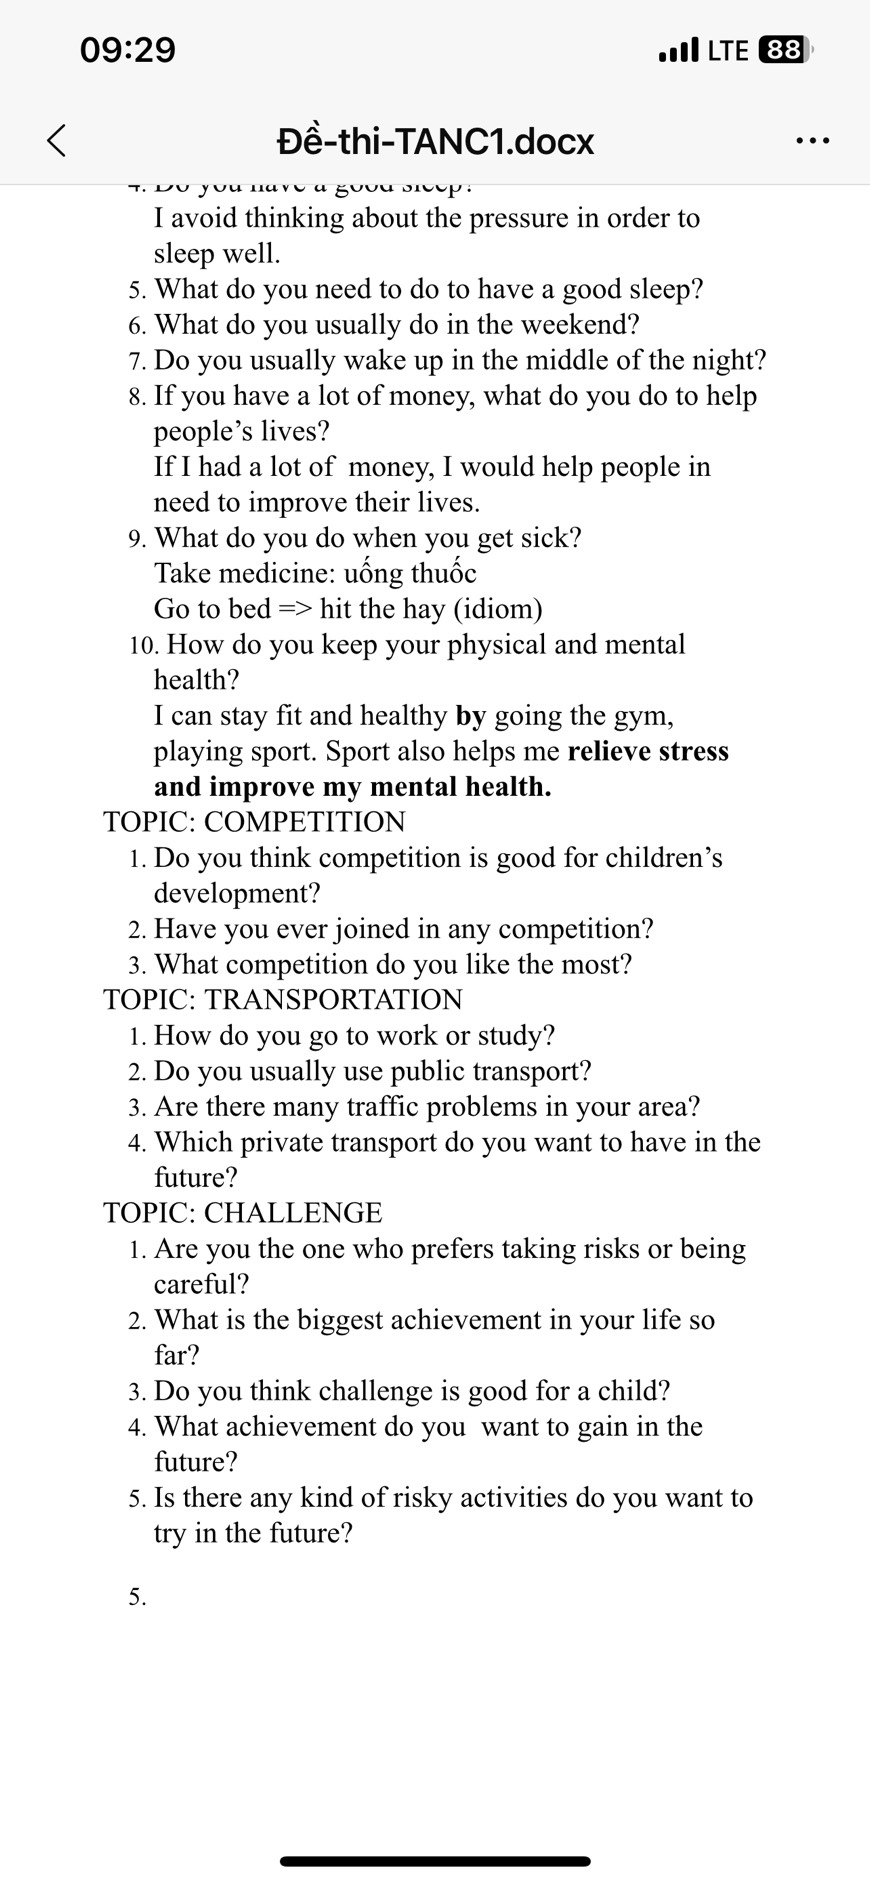 09:29
LTE 88
Đề-thi-TANC1.docx
4. Do you have a good sleep?
I avoid thinking about the pressure in order to
sleep well.
5. What do you need to do to have a good sleep?
6. What do you usually do in the weekend?
7. Do you usually wake up in the middle of the night?
8. If you have a lot of money, what do you do to help
people’s lives?
If I had a lot of  money, I would help people in
need to improve their lives.
9. What do you do when you get sick?
Take medicine: uống thuốc
Go to bed => hit the hay (idiom)
10. How do you keep your physical and mental
health?
I can stay fit and healthy by going the gym,
playing sport. Sport also helps me relieve stress
and improve my mental health.
TOPIC: COMPETITION
1. Do you think competition is good for children’s
development?
2. Have you ever joined in any competition?
3. What competition do you like the most?
TOPIC: TRANSPORTATION
1. How do you go to work or study?
2. Do you usually use public transport?
3. Are there many traffic problems in your area?
4. Which private transport do you want to have in the
future?
TOPIC: CHALLENGE
1. Are you the one who prefers taking risks or being
careful?
2. What is the biggest achievement in your life so
far?
3. Do you think challenge is good for a child?
4. What achievement do you  want to gain in the
future?
5. Is there any kind of risky activities do you want to
try in the future?
5.